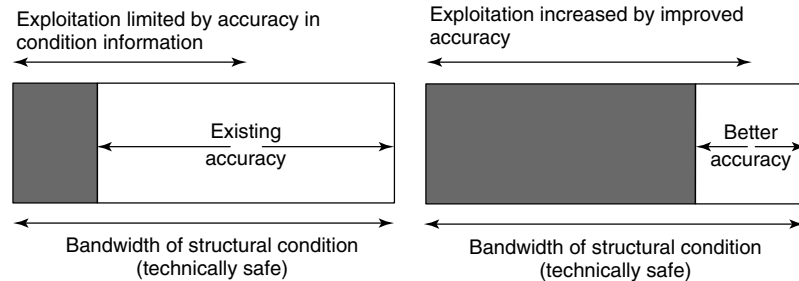 Exploitation limited by accuracy in
condition information
Existing
accuracy
Bandwidth of structural condition
(technically safe)
Exploitation increased by improved
accuracy
Better
accuracy
Bandwidth of structural condition
(technically safe)